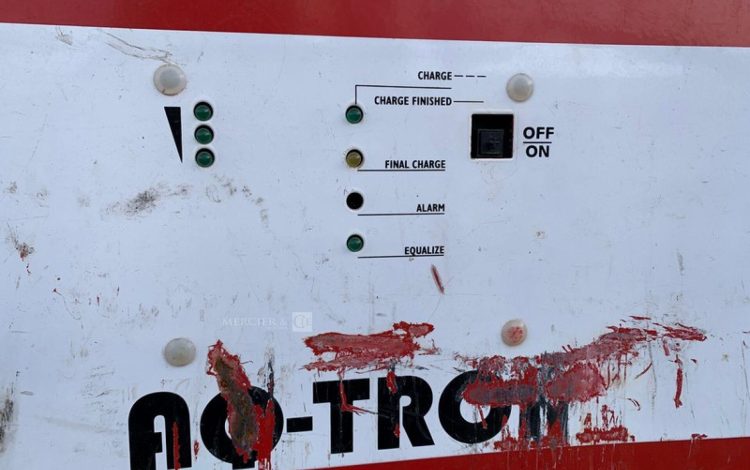 CHARGE
CHARGE FINISHED
OFF
ON
FINAL CHARGE
ALARM
EQUALIZE
MERCIER &
AQ-TRON